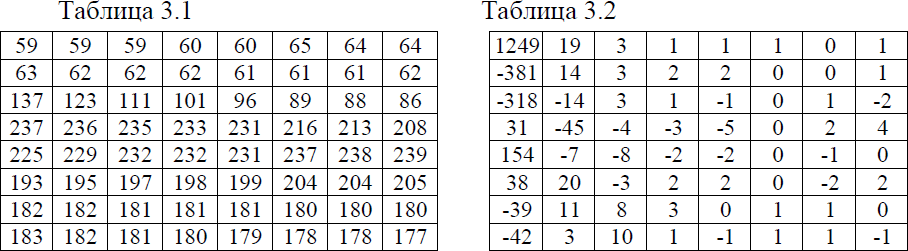 Таблица 3.1 Таблица 3.2
59 59 59 60 60 65 64 64 1249 19 3 1 1 1 0 1
63 62 62 62 61 61 61 62 -381 14 3 2 2 0 0 1
137 123 111 101 96 89 88 86 -318 -14 3 1 -1 0 1 -2
237 236 235 233 231 216 213 208 31 -45 -4 -3 -5 0 2 4
225 229 232 232 231 237 238 239 154 -7 -8 -2 -2 0 -1 0
193 195 197 198 199 204 204 205 38 20 -3 2 2 0 -2 2
182 182 181 181 181 180 180 180 -39 11 8 3 0 1 1 0
183 182 181 180 179 178 178 177 -42 3 10 1 -1 1 1 -1